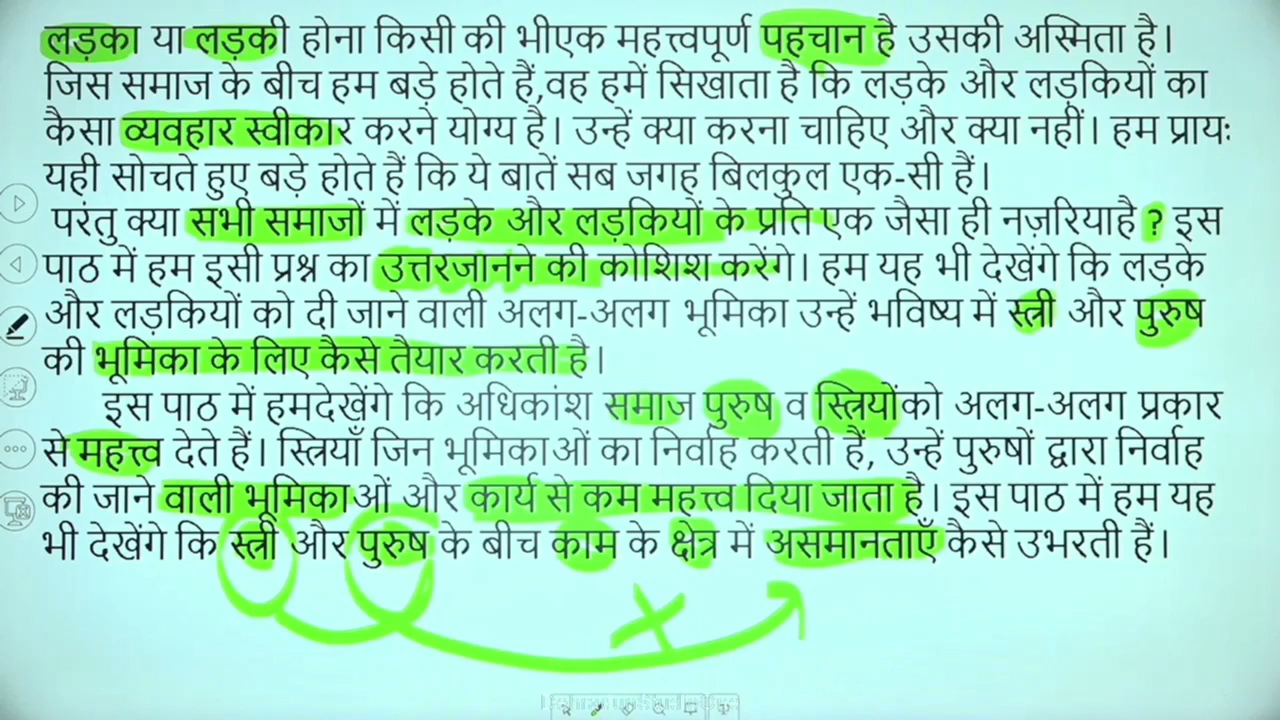 लड़का या लड़की होना किसी की भीएक महत्त्वपूर्ण पहचान है उसकी अस्मिता है।
जिस समाज के बीच हम बड़े होते हैं,वह हमें सिखाता है कि लड़के और लड़कियों का
कैसा व्यवहार स्वीकार करने योग्य है। उन्हें क्या करना चाहिए और क्या नहीं। हम प्रायः
यही सोचते हुए बड़े होते हैं कि ये बातें सब जगह बिलकुल एक-सी हैं।
परंतु क्या सभी समाजों में लड़के और लड़कियों के प्रति एक जैसा ही नज़रियाहै ? इस
पाठ में हम इसी प्रश्न का उत्तरजानने की कोशिश करेंगे। हम यह भी देखेंगे कि लड़के
और लड़कियों को दी जाने वाली अलग-अलग भूमिका उन्हें भविष्य में स्त्री और पुरुष
की भूमिका के लिए कैसे तैयार करती है।
इस पाठ में हमदेखेंगे कि अधिकांश समाज पुरुष व स्त्रियोंको अलग-अलग प्रकार
से महत्त्व देते हैं। स्त्रियाँ जिन भूमिकाओं का निर्वाह करती हैं, उन्हें पुरुषों द्वारा निर्वाह
की जाने वाली भूमिकाओं और कार्य से कम महत्त्व दिया जाता है। इस पाठ में हम यह
भी देखेंगे कि स्त्री और पुरुष के बीच काम के क्षेत्र में असमानताएँ कैसे उभरती हैं।